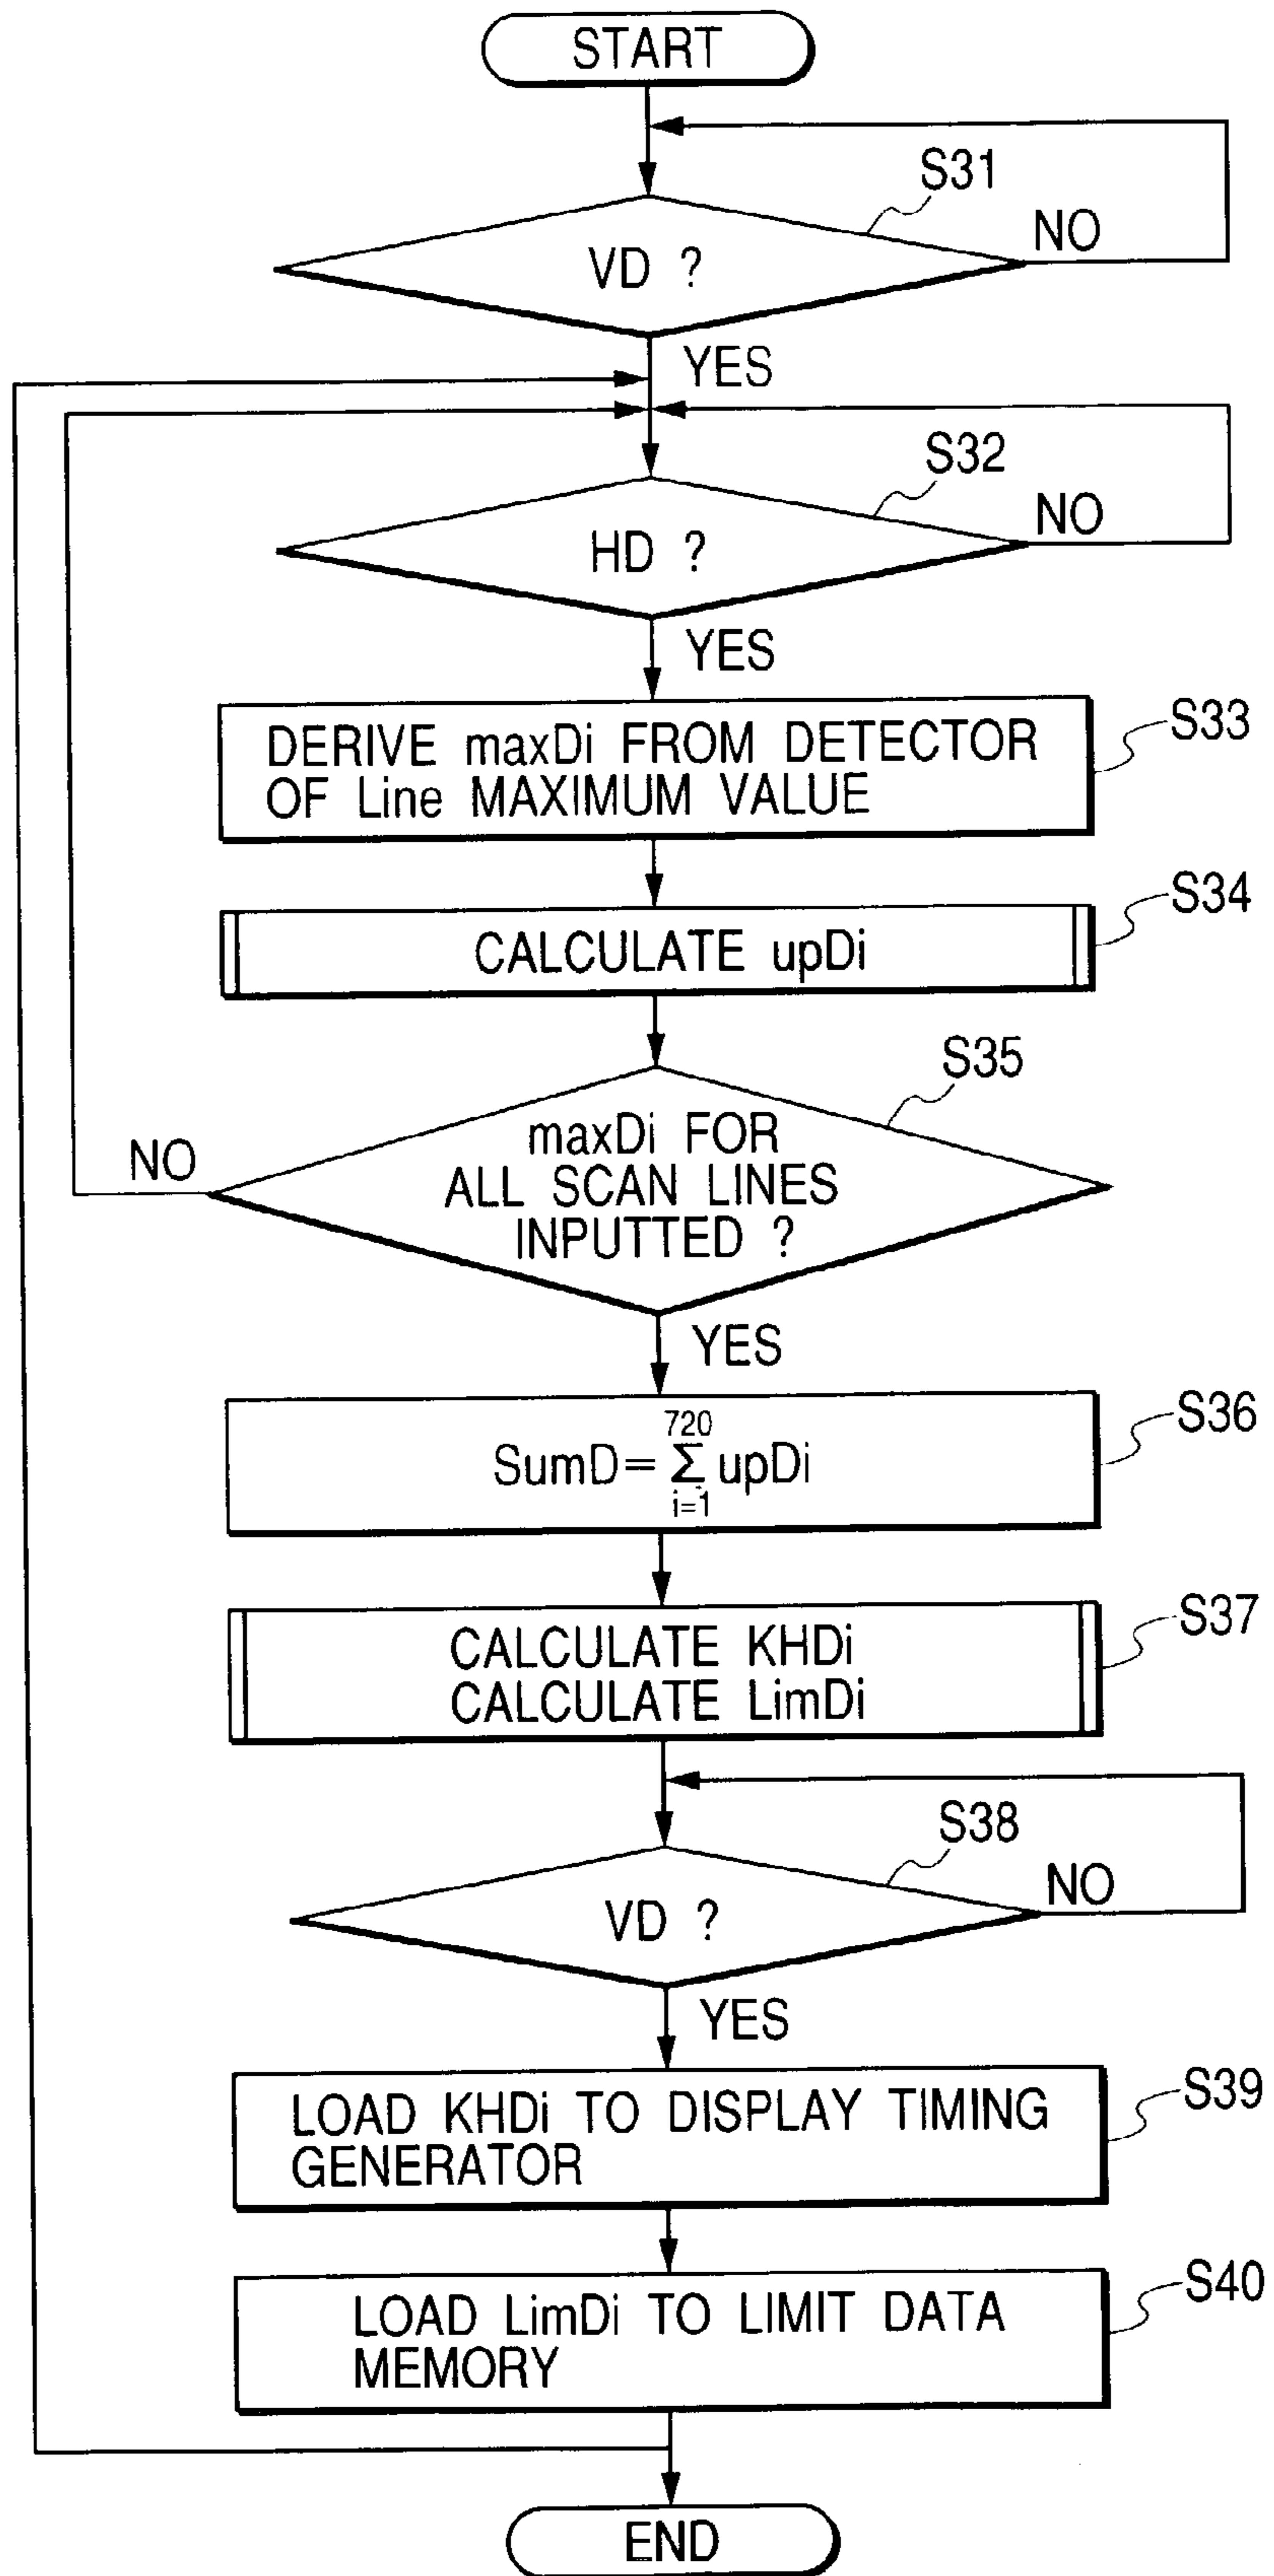 START
S31
VD ?
NO
YES
S32
HD ?
NO
YES
S33
DERIVE maxDi FROM DETECTOR
OF Line MAXIMUM VALUE
S34
CALCULATE upDi
S35
maxDi FOR
ALL SCAN LINES
INPUTTED ?
NO
YES
S36
720
SumD=Σ upDi
i=1
S37
CALCULATE KHDi
CALCULATE LimDi
S38
VD ?
NO
YES
S39
LOAD KHDi TO DISPLAY TIMING
GENERATOR
S40
LOAD LimDi TO LIMIT DATA
MEMORY
END